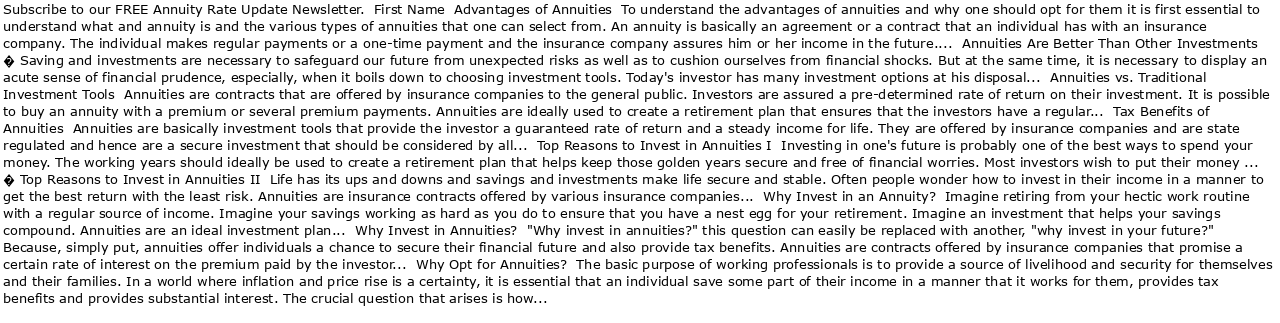 Subscribe to our FREE Annuity Rate Update Newsletter.  First Name  Advantages of Annuities  To understand the advantages of annuities and why one should opt for them it is first essential to
understand what and annuity is and the various types of annuities that one can select from. An annuity is basically an agreement or a contract that an individual has with an insurance
company. The individual makes regular payments or a one-time payment and the insurance company assures him or her income in the future....  Annuities Are Better Than Other Investments
� Saving and investments are necessary to safeguard our future from unexpected risks as well as to cushion ourselves from financial shocks. But at the same time, it is necessary to display an
acute sense of financial prudence, especially, when it boils down to choosing investment tools. Today's investor has many investment options at his disposal...  Annuities vs. Traditional
Investment Tools  Annuities are contracts that are offered by insurance companies to the general public. Investors are assured a pre-determined rate of return on their investment. It is possible
to buy an annuity with a premium or several premium payments. Annuities are ideally used to create a retirement plan that ensures that the investors have a regular...  Tax Benefits of
Annuities  Annuities are basically investment tools that provide the investor a guaranteed rate of return and a steady income for life. They are offered by insurance companies and are state
regulated and hence are a secure investment that should be considered by all...  Top Reasons to Invest in Annuities I  Investing in one's future is probably one of the best ways to spend your
money. The working years should ideally be used to create a retirement plan that helps keep those golden years secure and free of financial worries. Most investors wish to put their money ...
� Top Reasons to Invest in Annuities II  Life has its ups and downs and savings and investments make life secure and stable. Often people wonder how to invest in their income in a manner to
get the best return with the least risk. Annuities are insurance contracts offered by various insurance companies...  Why Invest in an Annuity?  Imagine retiring from your hectic work routine
with a regular source of income. Imagine your savings working as hard as you do to ensure that you have a nest egg for your retirement. Imagine an investment that helps your savings
compound. Annuities are an ideal investment plan...  Why Invest in Annuities?  "Why invest in annuities?" this question can easily be replaced with another, "why invest in your future?"
Because, simply put, annuities offer individuals a chance to secure their financial future and also provide tax benefits. Annuities are contracts offered by insurance companies that promise a
certain rate of interest on the premium paid by the investor...  Why Opt for Annuities?  The basic purpose of working professionals is to provide a source of livelihood and security for themselves
and their families. In a world where inflation and price rise is a certainty, it is essential that an individual save some part of their income in a manner that it works for them, provides tax
benefits and provides substantial interest. The crucial question that arises is how...